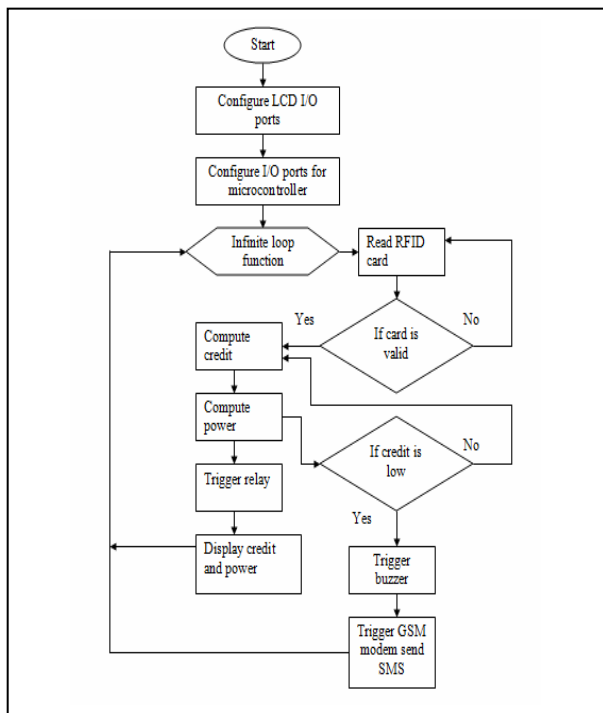 Start
Configure LCD I/O
ports
Configure I/O ports for
microcontroller
Infinite loop
function
Read RFID
card
If card is
valid
Yes
No
Compute
credit
Compute
power
If credit is
low
No
Yes
Trigger relay
Display credit
and power
Trigger
buzzer
Trigger GSM
modem send
SMS